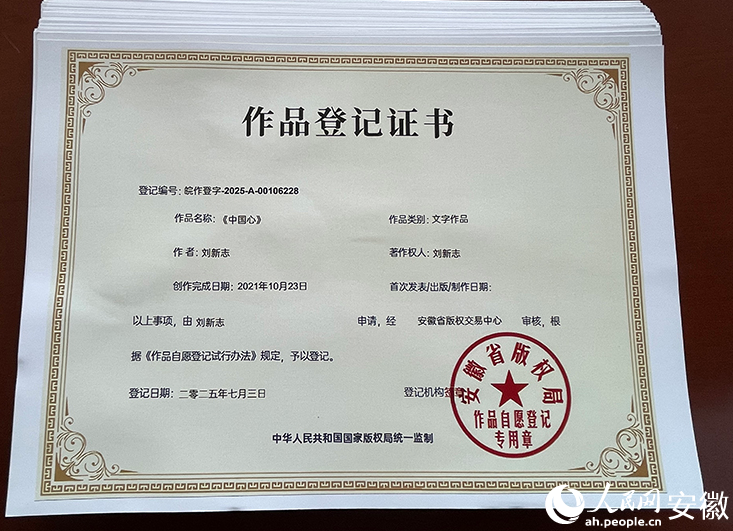 作品登记证书
登记编号: 皖作登字-2025-A-00106228
作品名称: 《中国心》 作品类别: 文字作品
作 者: 刘新志 著作权人: 刘新志
创作完成日期: 2021年10月23日 首次发表/出版/制作日期:
以上事项, 由 刘新志 申请, 经 安徽省版权交易中心 审核, 根
据《作品自愿登记试行办法》规定, 予以登记。
登记日期: 二零二五年七月三日 登记机构签章
安徽省版权局
作品自愿登记
专用章
中华人民共和国国家版权局统一监制
人民网 安徽
ah.people.cn